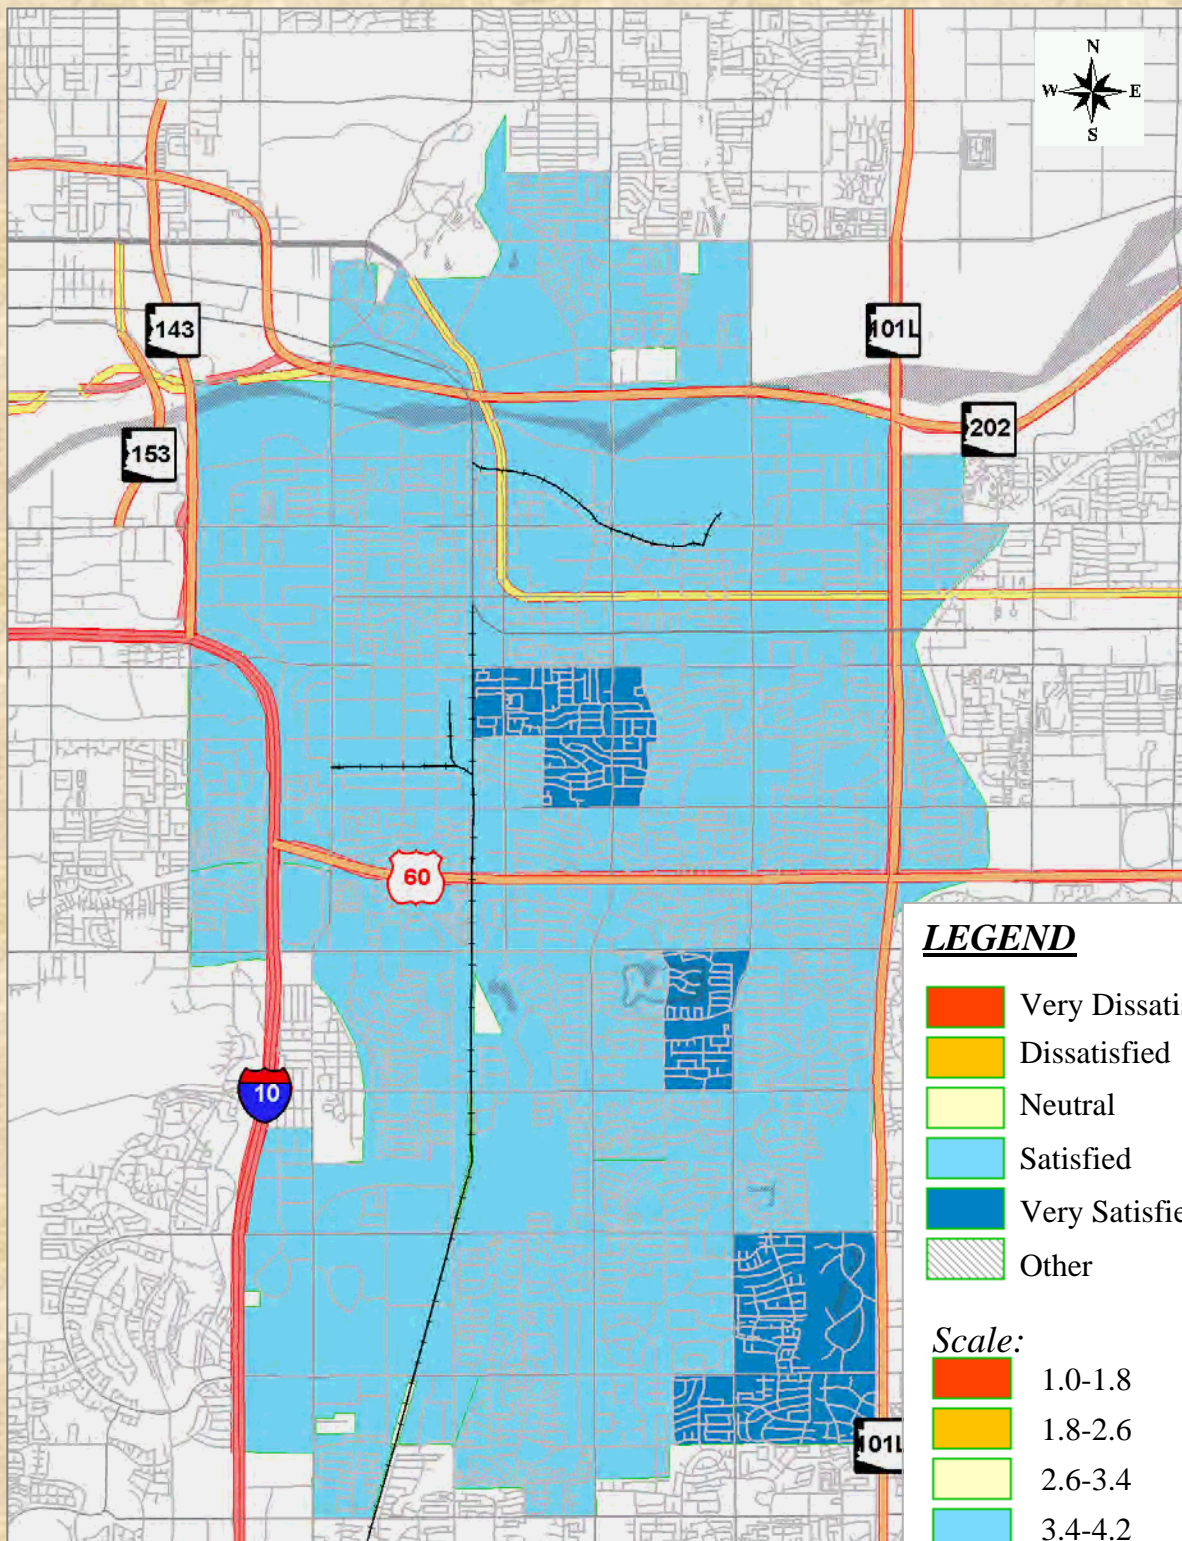 N
W E
S
143
101L
202
153
60
LEGEND
Very Dissatis
Dissatisfied
Neutral
10
Satisfied
Very Satisfie
Other
Scale:
1.0-1.8
1.8-2.6
101L
2.6-3.4
3.4-4.2